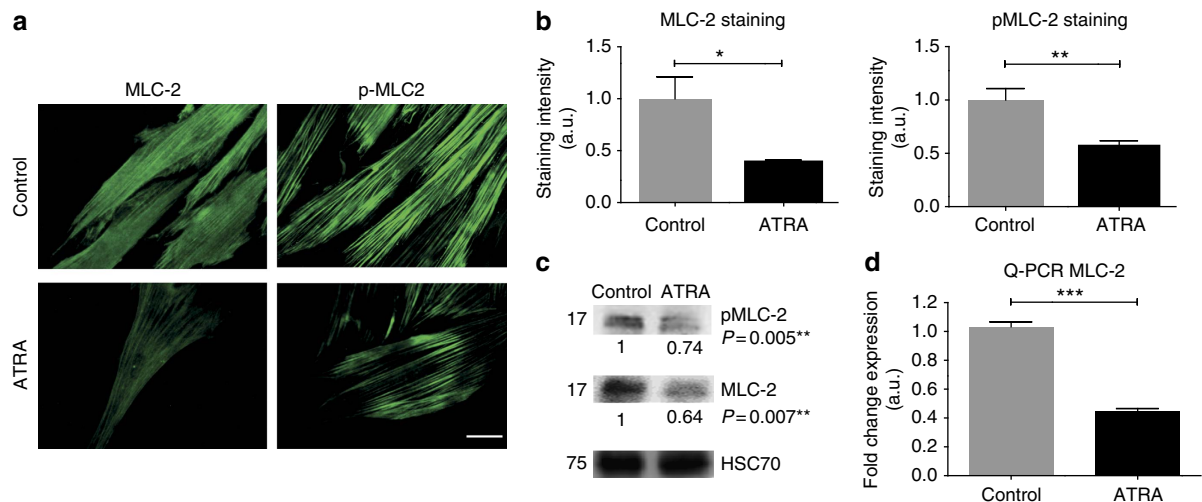 a
MLC-2 p-MLC2
Control
ATRA
b
MLC-2 staining
Staining intensity
(a.u.)
1.5
1.0
0.5
0.0
*
Control ATRA
pMLC-2 staining
Staining intensity
(a.u.)
1.5
1.0
0.5
0.0
**
Control ATRA
c
Control ATRA
17 pMLC-2
1 0.74 P=0.005**
17 MLC-2
1 0.64 P=0.007**
75 HSC70
d
Q-PCR MLC-2
Fold change expression
(a.u.)
1.2
1.0
0.8
0.6
0.4
0.2
0.0
***
Control ATRA